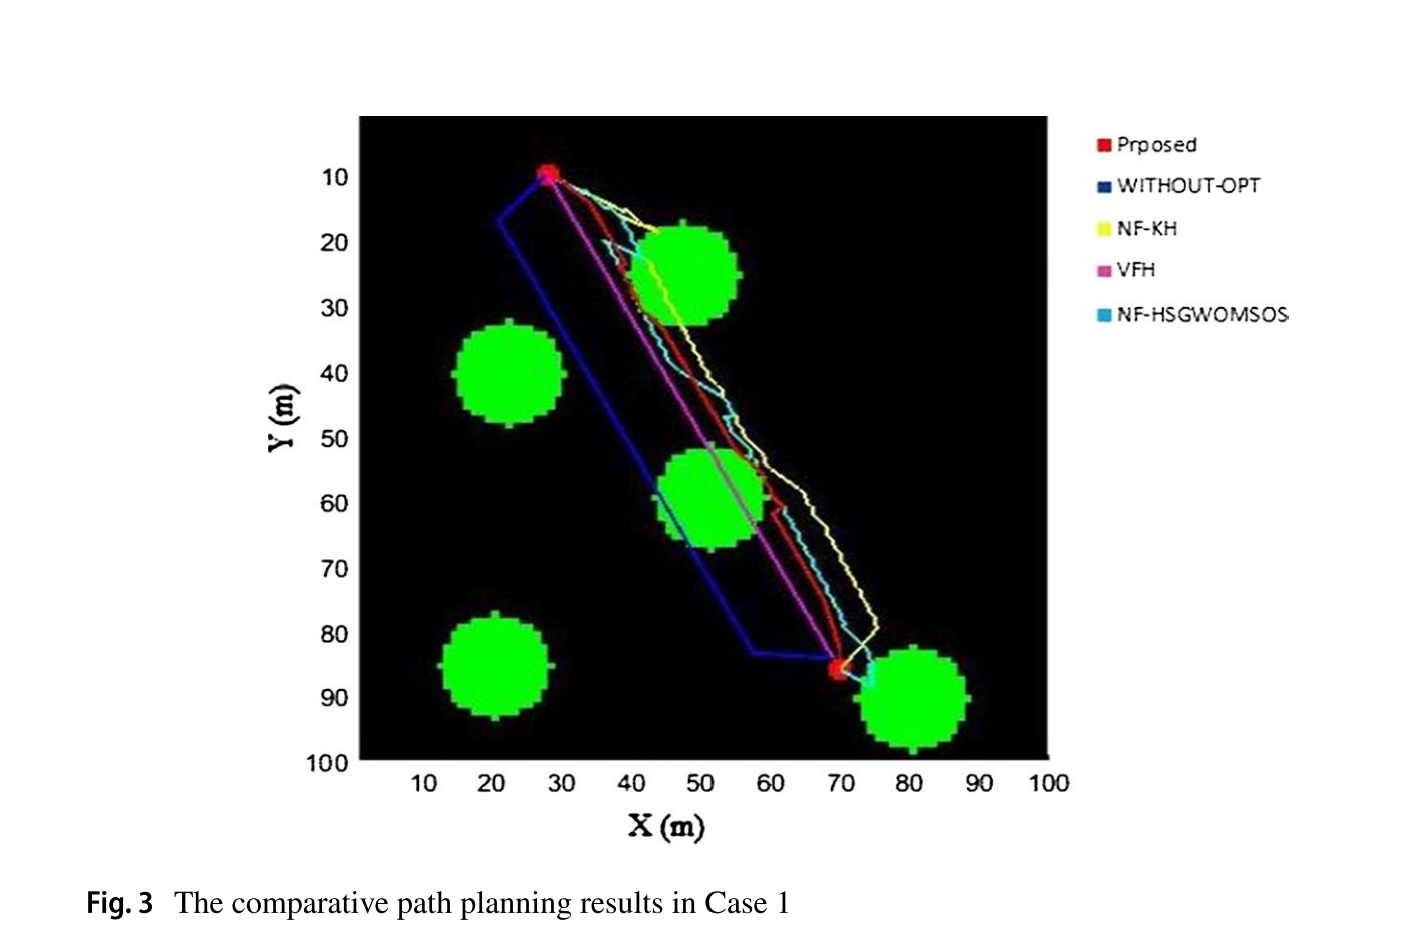 10
20
30
40
50
60
70
80
90
100
Y (m)
10 20 30 40 50 60 70 80 90 100
X (m)
Prposed
WITHOUT-OPT
NF-KH
VFH
NF-HSGWOMSOS
Fig. 3 The comparative path planning results in Case 1